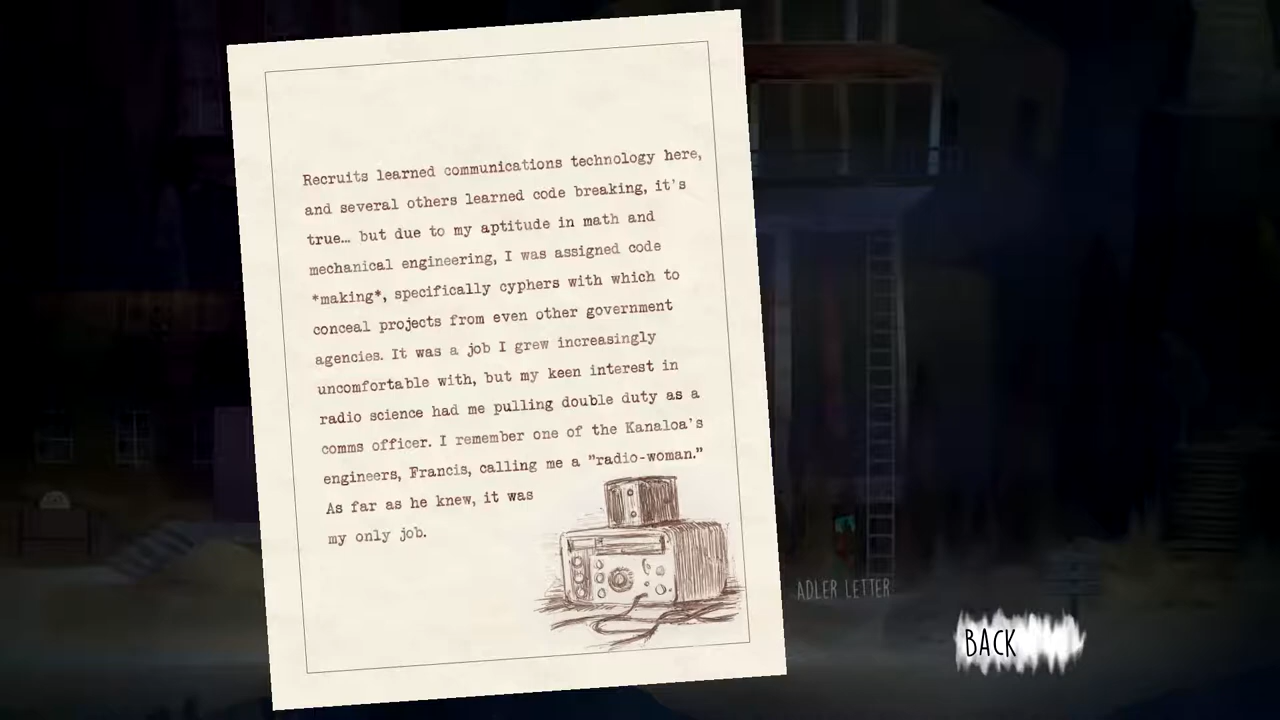 Recruits learned communications technology here,
and several others learned code breaking, it's
true... but due to my aptitude in math and
mechanical engineering, I was assigned code
*making*, specifically cyphers with which to
conceal projects from even other government
agencies. It was a job I grew increasingly
uncomfortable with, but my keen interest in
radio science had me pulling double duty as a
comms officer. I remember one of the Kanaloa's
engineers, Francis, calling me a "radio-woman."
As far as he knew, it was
my only job.
ADLER LETTER
BACK